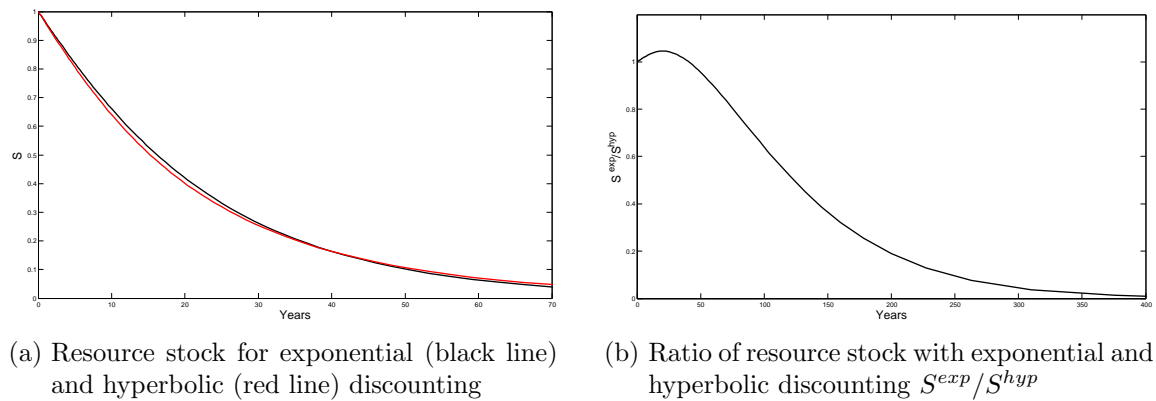 1
0.9
0.8
0.7
0.6
0.5
0.4
0.3
0.2
0.1
0
S
0 10 20 30 40 50 60 70
Years
1
0.8
0.6
0.4
0.2
0
S exp/S hyp
0 50 100 150 200 250 300 350 400
Years
(a) Resource stock for exponential (black line)
and hyperbolic (red line) discounting
(b) Ratio of resource stock with exponential and
hyperbolic discounting S^exp/S^hyp